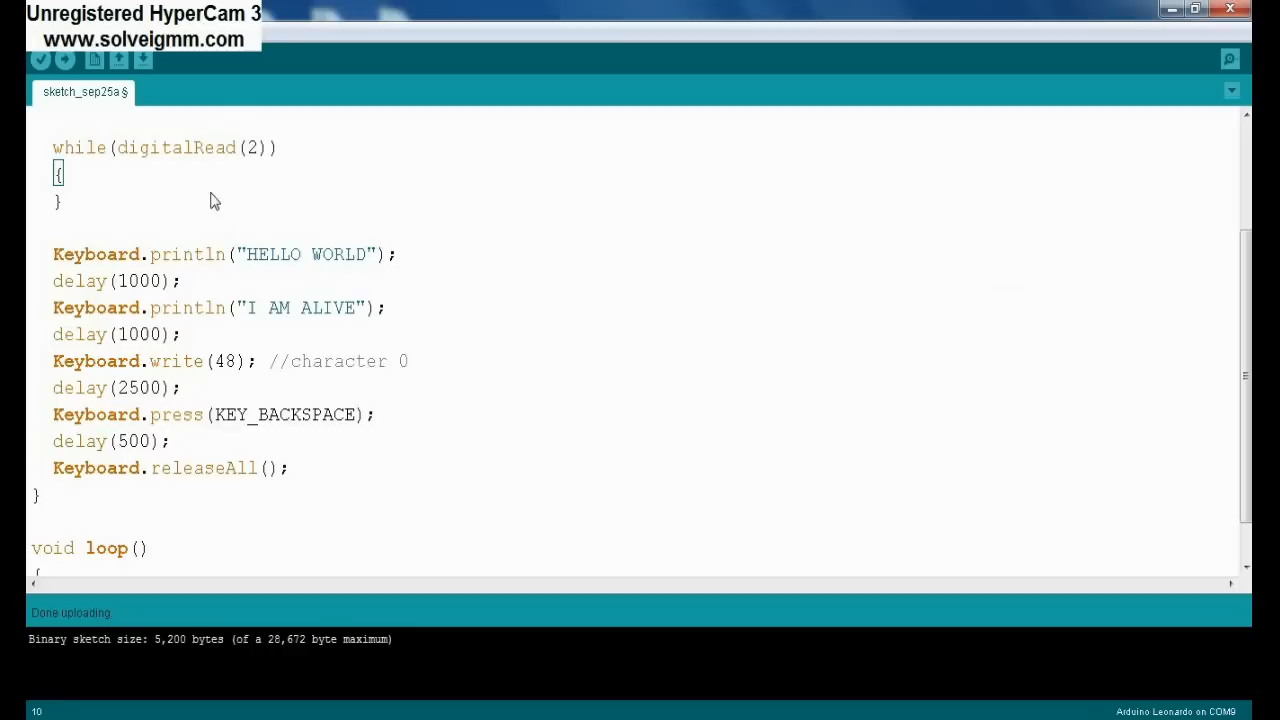 Unregistered HyperCam 3
www.solveigmm.com
sketch_sep25a§
while(digitalRead(2))
{
}
Keyboard.println("HELLO WORLD");
delay(1000);
Keyboard.println("I AM ALIVE");
delay(1000);
Keyboard.write(48); //character 0
delay(2500);
Keyboard.press(KEY_BACKSPACE);
delay(500);
Keyboard.releaseAll();
}
void loop()
{
Done uploading.
Binary sketch size: 5,200 bytes (of a 28,672 byte maximum)
10
Arduino Leonardo on COM9